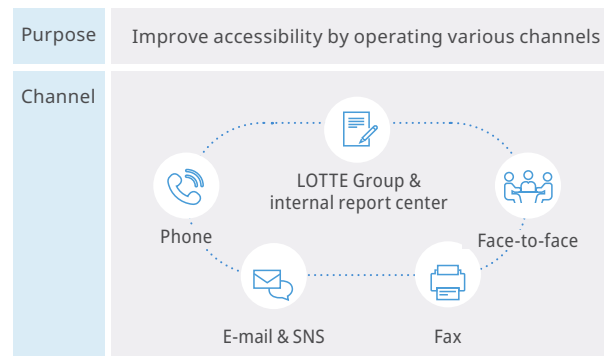 Purpose
Improve accessibility by operating various channels
Channel
LOTTE Group &
internal report center
Phone
Face-to-face
E-mail & SNS
Fax